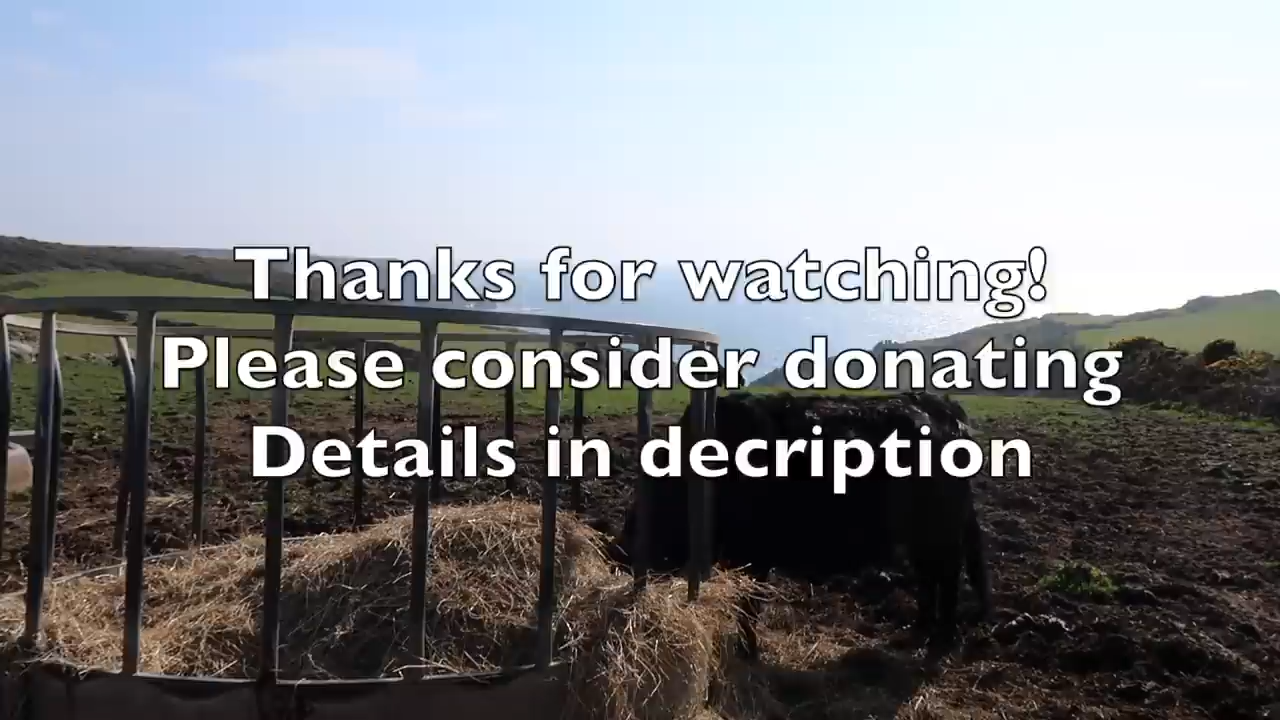 Thanks for watching!
Please consider donating
Details in decription